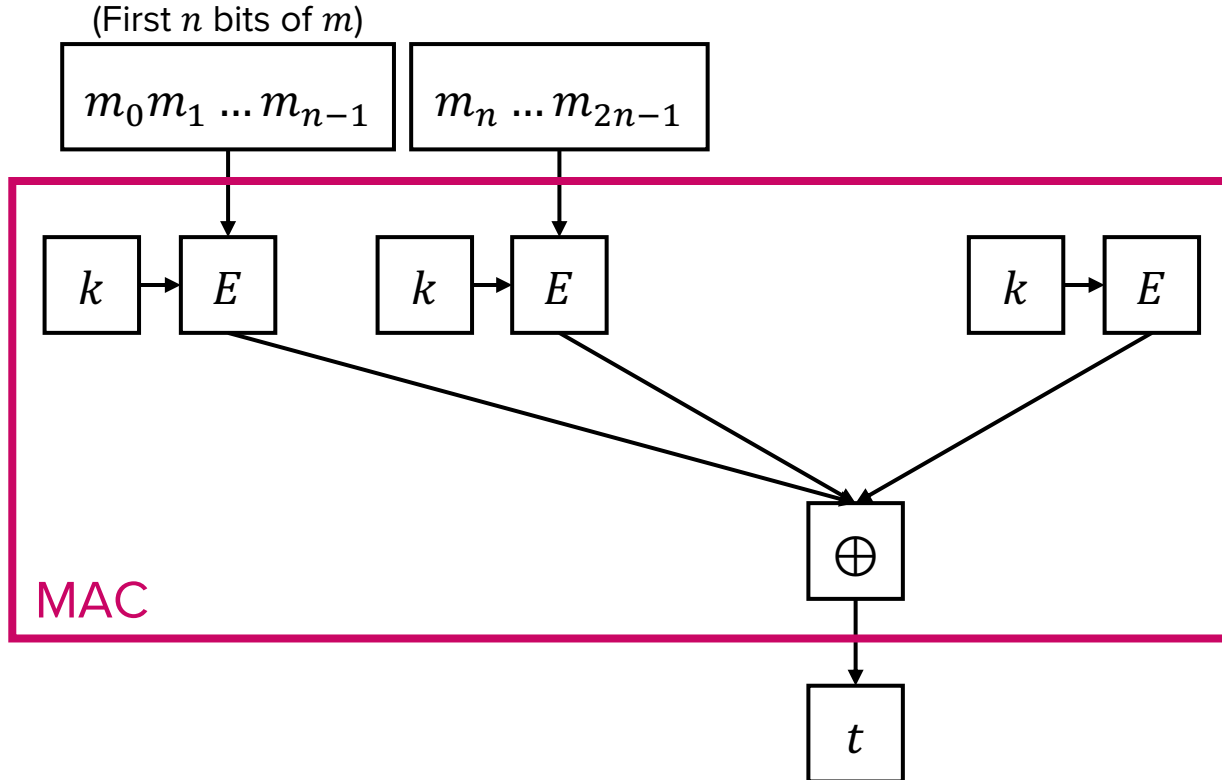 (First n bits of m)
m₀m₁ … mₙ₋₁
mₙ … m₂ₙ₋₁
k
E
k
E
k
E
⊕
MAC
t